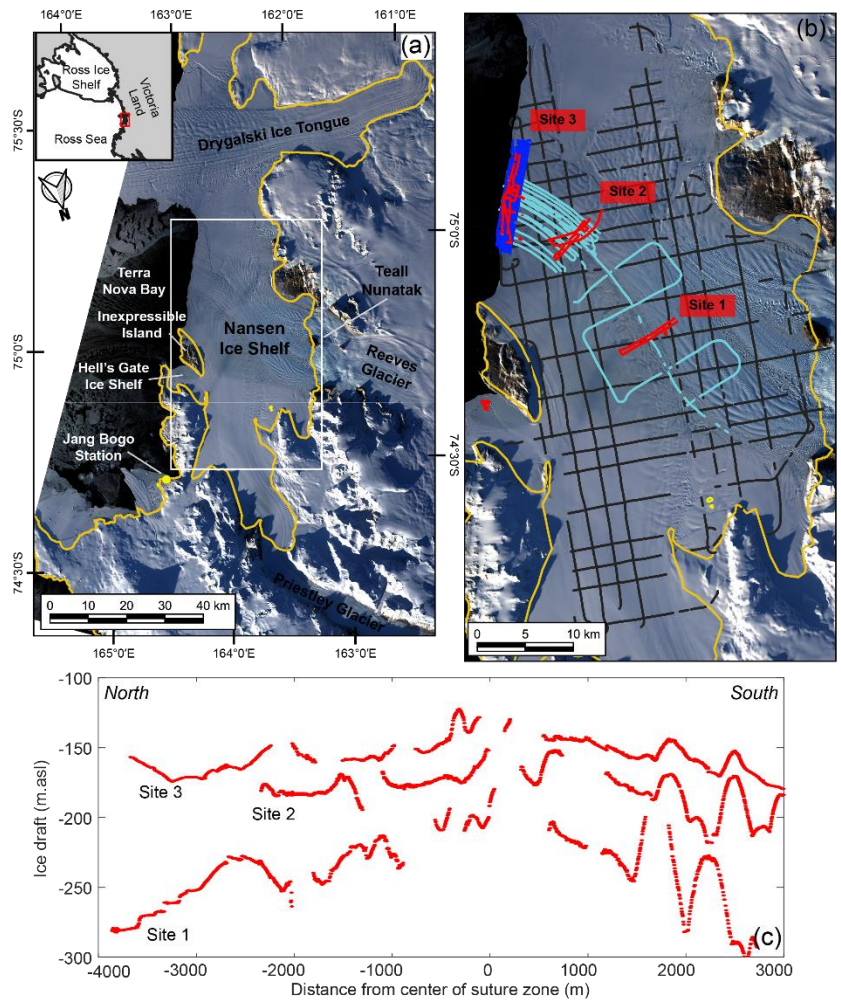 164°0'E
163°0'E
162°0'E
161°0'E
(a)
Ross Ice
Shelf
Victoria
Land
Ross Sea
N
75°30'S
Drygalski Ice Tongue
75°0'S
Terra
Nova Bay
Inexpressible
Island
Hell's Gate
Ice Shelf
Jang Bogo
Station
Nansen
Ice Shelf
Teall
Nunatak
Reeves
Glacier
Priestley Glacier
74°30'S
0 10 20 30 40 km
165°0'E
164°0'E
163°0'E
(b)
Site 3
Site 2
Site 1
75°0'S
74°30'S
0 5 10 km
North
South
-100
-150
-200
-250
-300
Ice draft (m.asl)
Site 3
Site 2
Site 1
(c)
-4000 -3000 -2000 -1000 0 1000 2000 3000
Distance from center of suture zone (m)